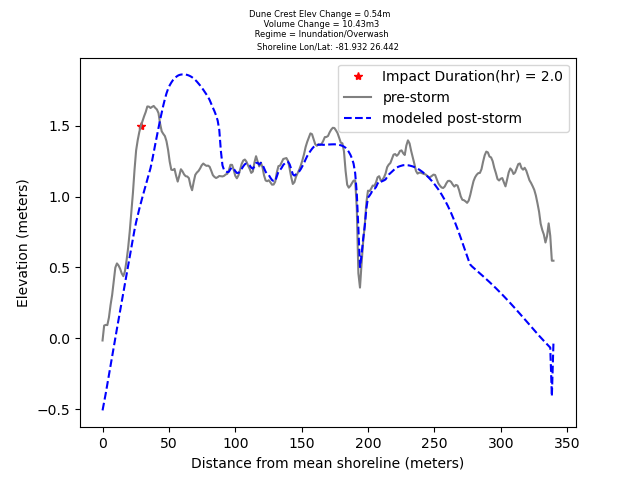 Dune Crest Elev Change = 0.54m
Volume Change = 10.43m3
Regime = Inundation/Overwash
Shoreline Lon/Lat: -81.932 26.442
Impact Duration(hr) = 2.0
pre-storm
modeled post-storm
Elevation (meters)
1.5
1.0
0.5
0.0
−0.5
0 50 100 150 200 250 300 350
Distance from mean shoreline (meters)